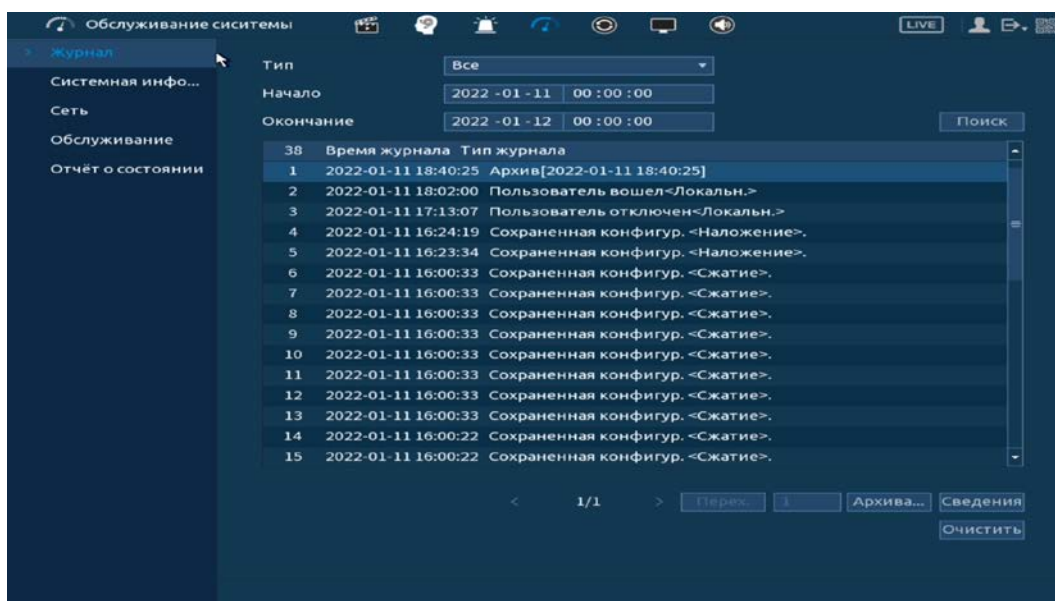 Обслуживание сиситемы
LIVE
Журнал
Системная инфо...
Сеть
Обслуживание
Отчёт о состоянии
Тип Все
Начало 2022 -01 -11 00 : 00 : 00
Окончание 2022 -01 -12 00 : 00 : 00 Поиск
38 Время журнала Тип журнала
1 2022-01-11 18:40:25 Архив[2022-01-11 18:40:25]
2 2022-01-11 18:02:00 Пользователь вошел<Локальн.>
3 2022-01-11 17:13:07 Пользователь отключен<Локальн.>
4 2022-01-11 16:24:19 Сохраненная конфигур. <Наложение>.
5 2022-01-11 16:23:34 Сохраненная конфигур. <Наложение>.
6 2022-01-11 16:00:33 Сохраненная конфигур. <Сжатие>.
7 2022-01-11 16:00:33 Сохраненная конфигур. <Сжатие>.
8 2022-01-11 16:00:33 Сохраненная конфигур. <Сжатие>.
9 2022-01-11 16:00:33 Сохраненная конфигур. <Сжатие>.
10 2022-01-11 16:00:33 Сохраненная конфигур. <Сжатие>.
11 2022-01-11 16:00:33 Сохраненная конфигур. <Сжатие>.
12 2022-01-11 16:00:33 Сохраненная конфигур. <Сжатие>.
13 2022-01-11 16:00:33 Сохраненная конфигур. <Сжатие>.
14 2022-01-11 16:00:22 Сохраненная конфигур. <Сжатие>.
15 2022-01-11 16:00:22 Сохраненная конфигур. <Сжатие>.
< 1/1 > Перех. 1 Архива... Сведения
Очистить